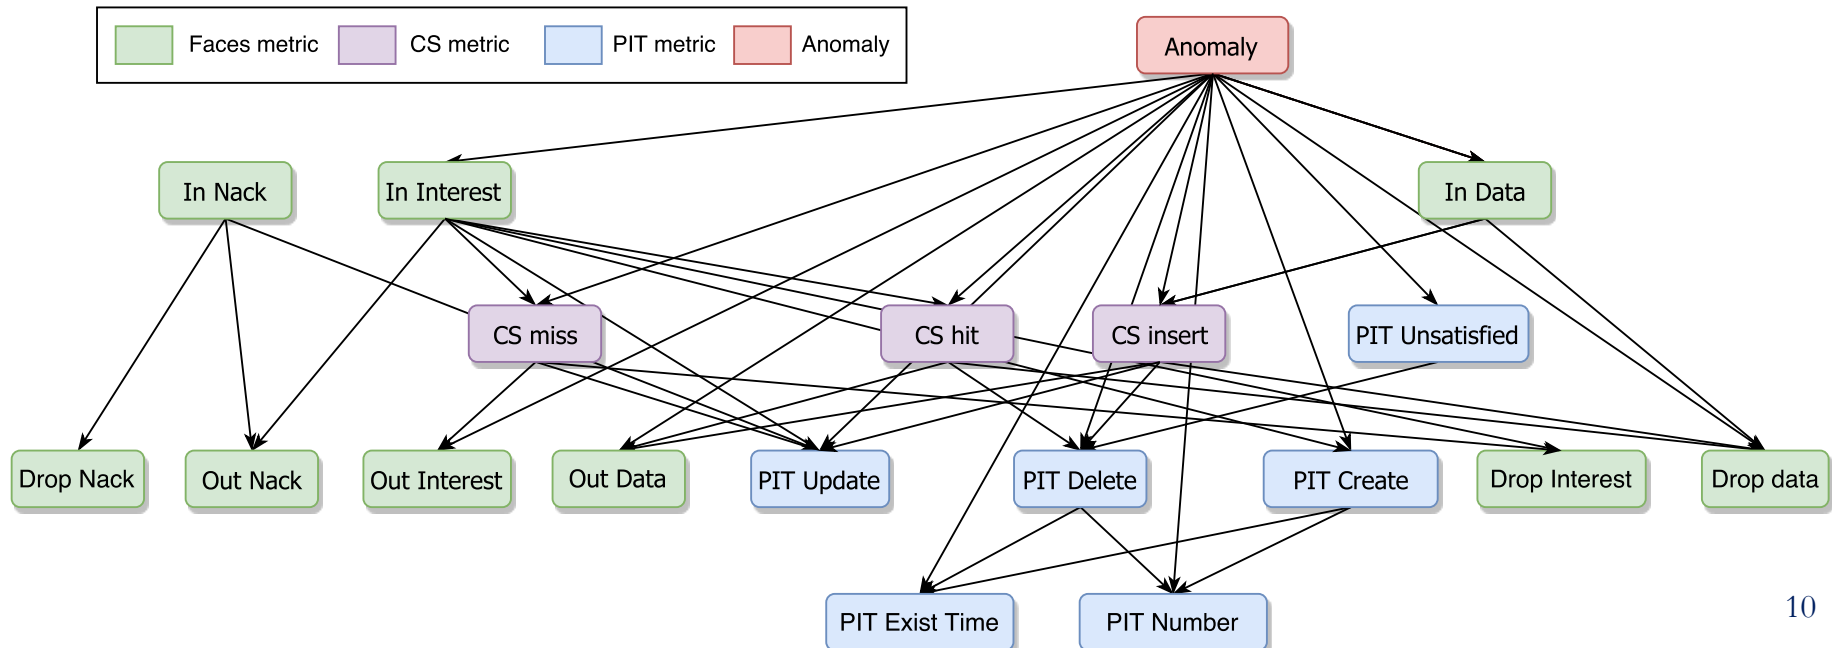 Faces metric CS metric PIT metric Anomaly
Anomaly
In Nack In Interest In Data
CS miss CS hit CS insert PIT Unsatisfied
Drop Nack Out Nack Out Interest Out Data PIT Update PIT Delete PIT Create Drop Interest Drop data
PIT Exist Time PIT Number
10